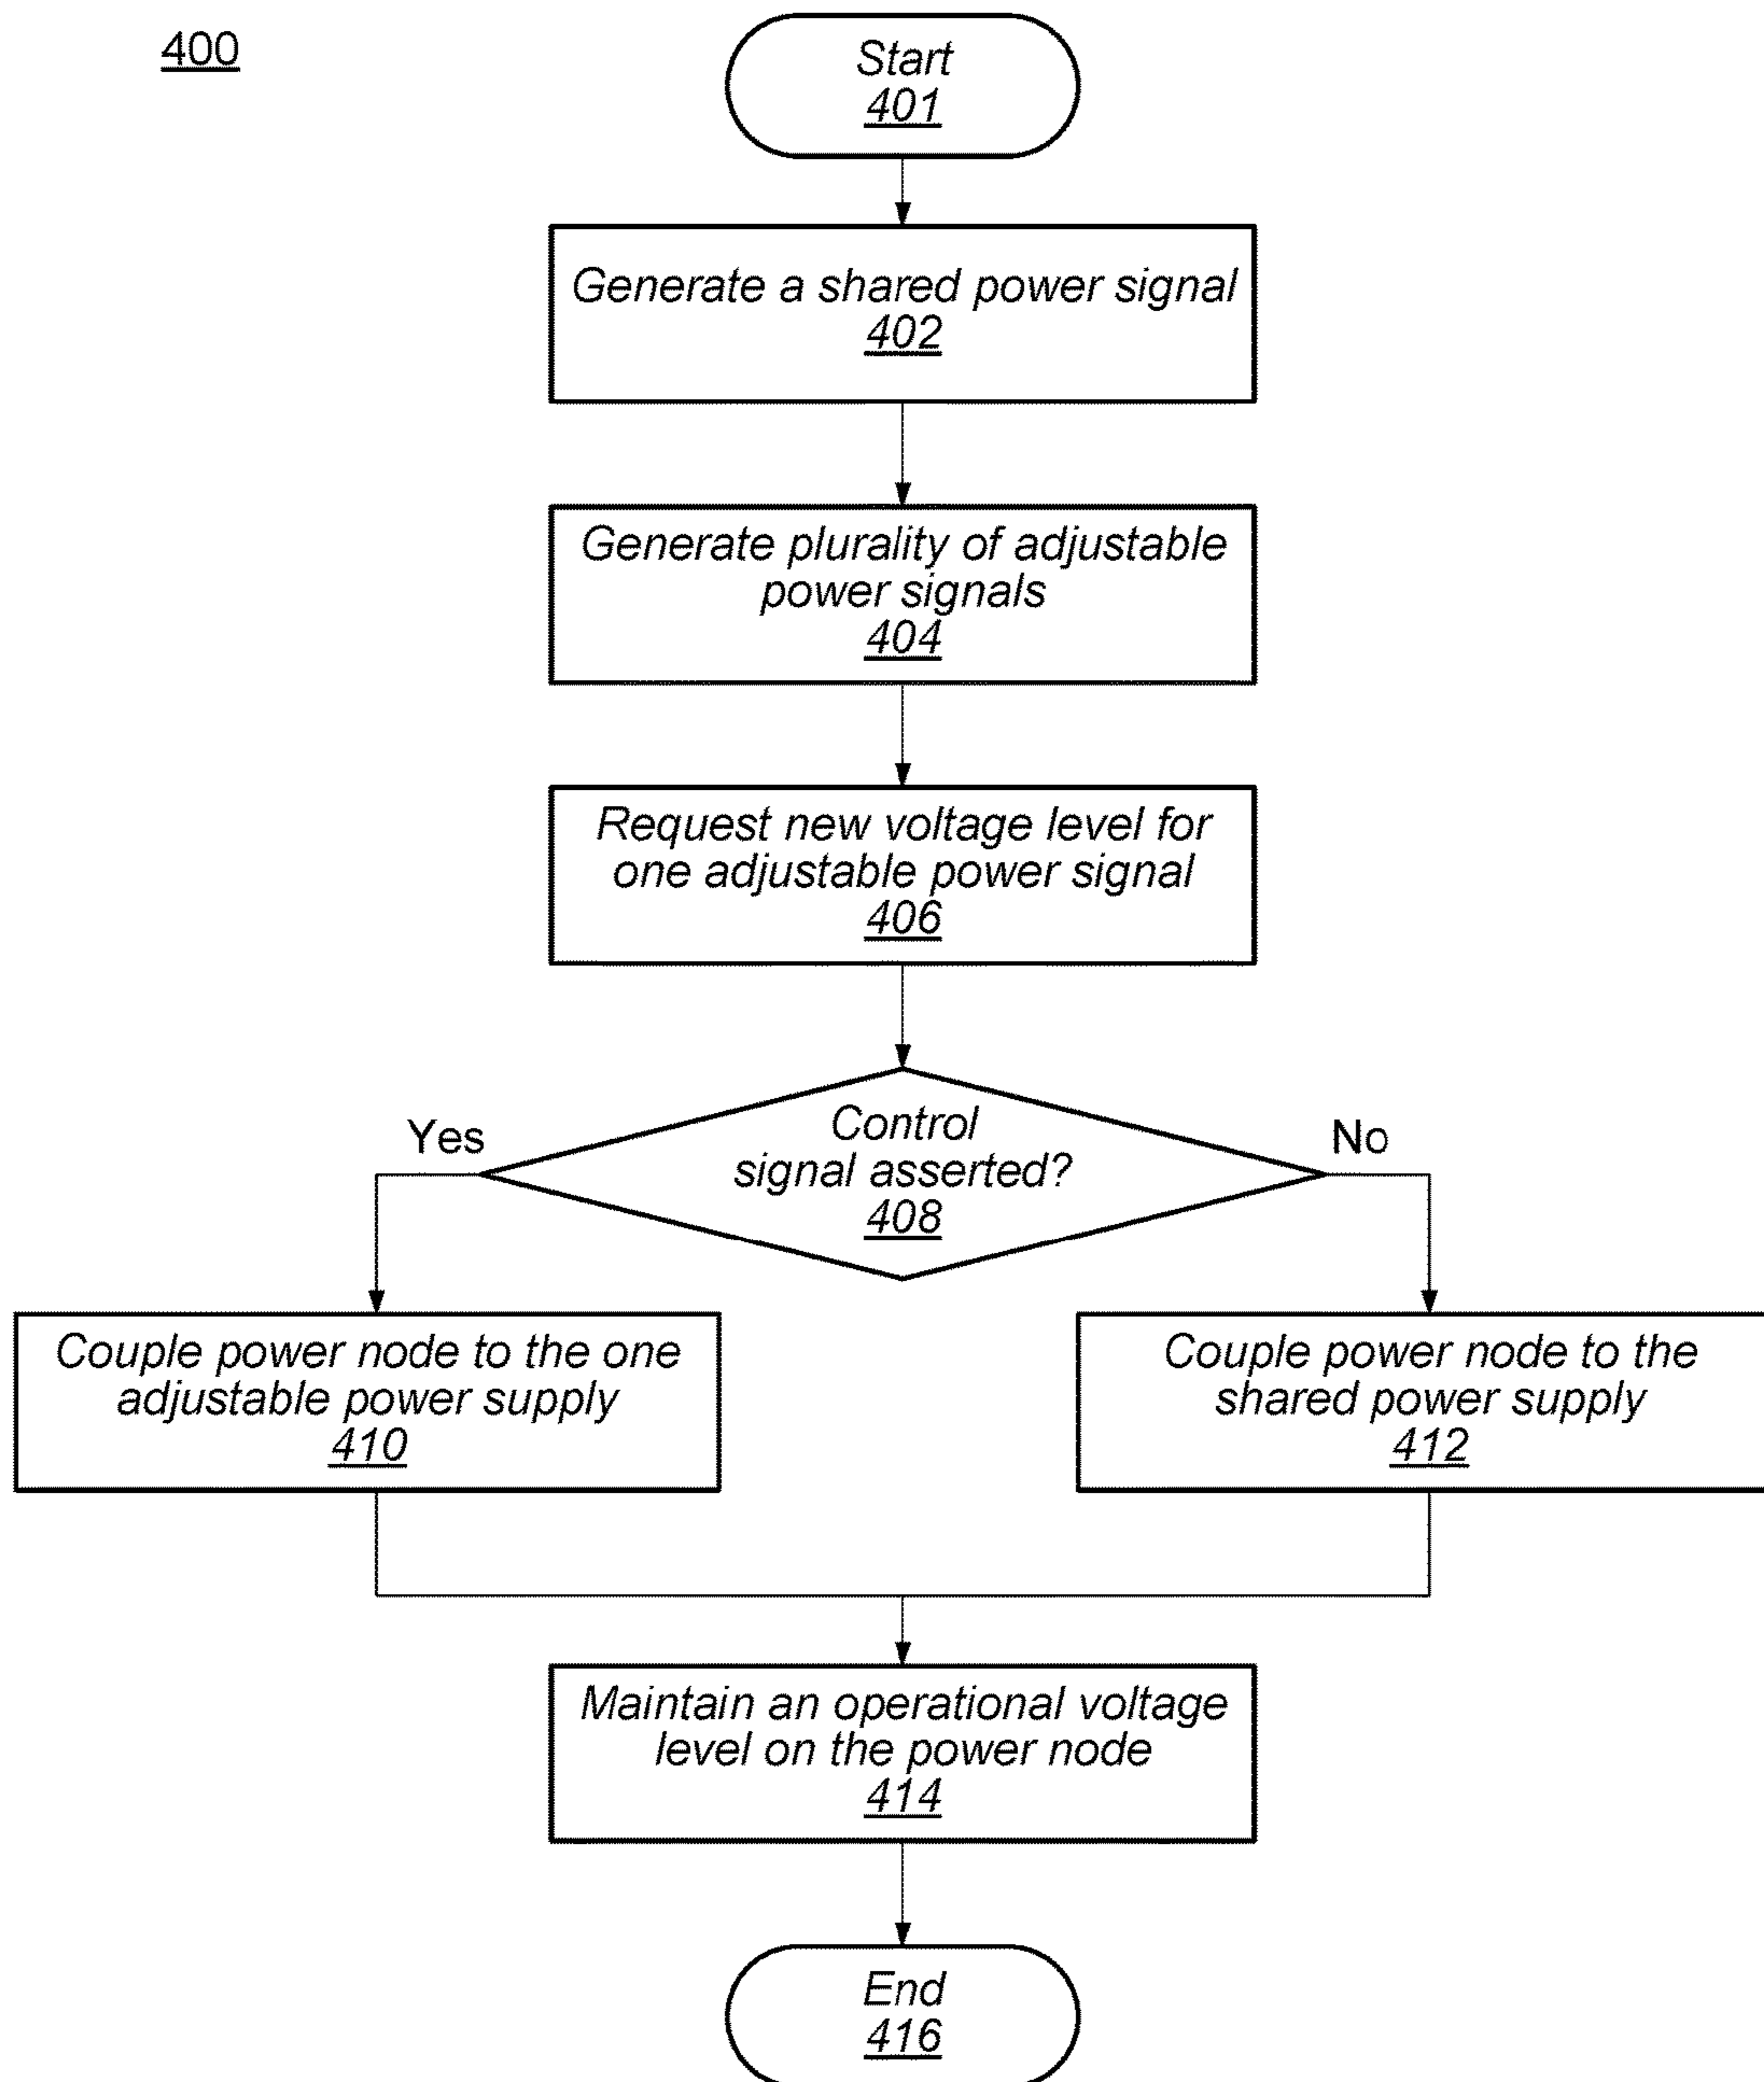 400
Start
401
Generate a shared power signal
402
Generate plurality of adjustable
power signals
404
Request new voltage level for
one adjustable power signal
406
Control
signal asserted?
408
Yes
No
Couple power node to the one
adjustable power supply
410
Couple power node to the
shared power supply
412
Maintain an operational voltage
level on the power node
414
End
416